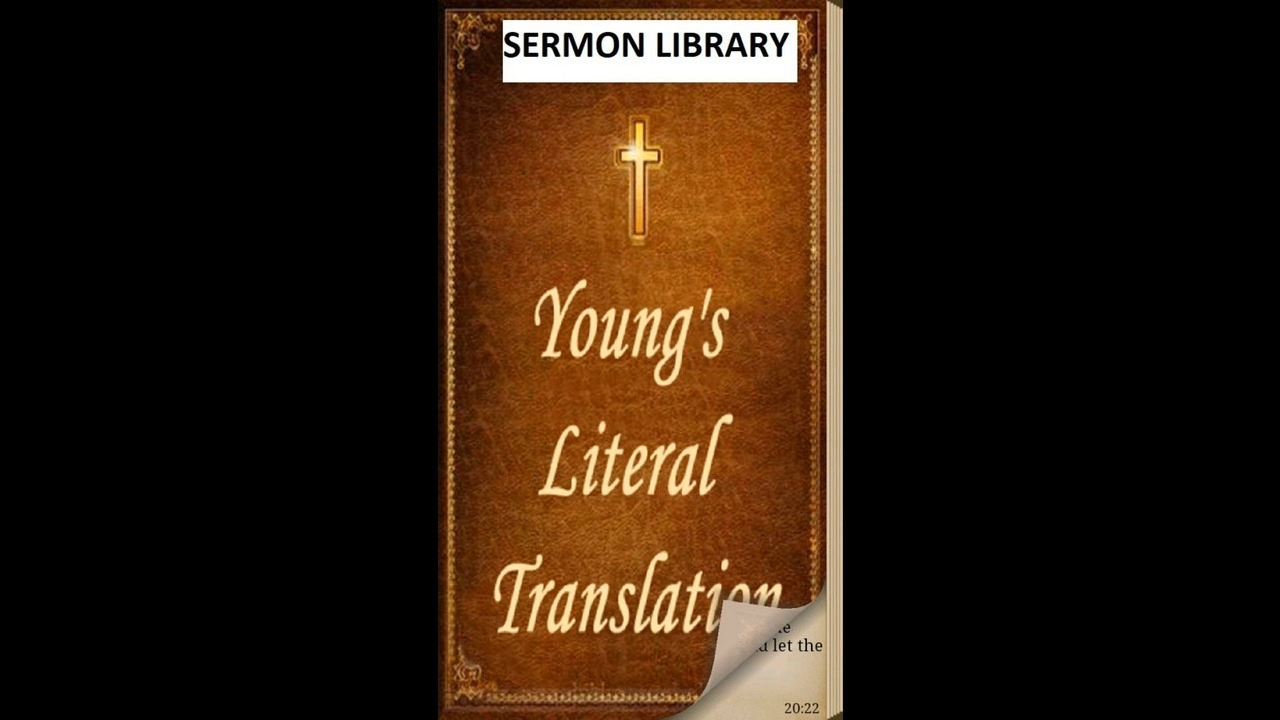 SERMON LIBRARY
Young's
Literal
Translation
let the
20:22